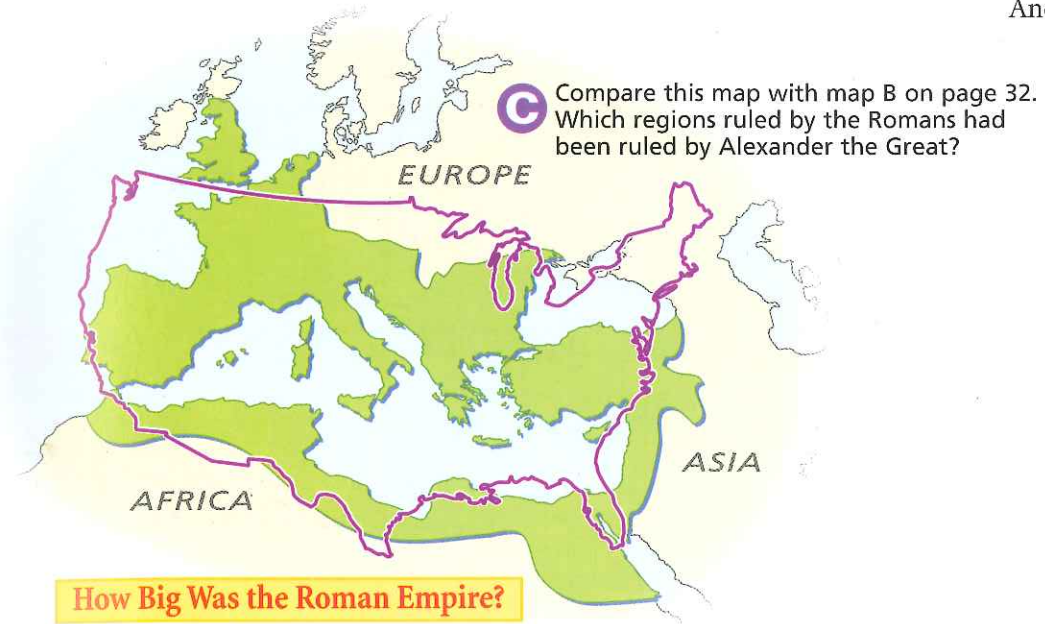 C Compare this map with map B on page 32.
Which regions ruled by the Romans had
been ruled by Alexander the Great?
EUROPE
ASIA
AFRICA
How Big Was the Roman Empire?